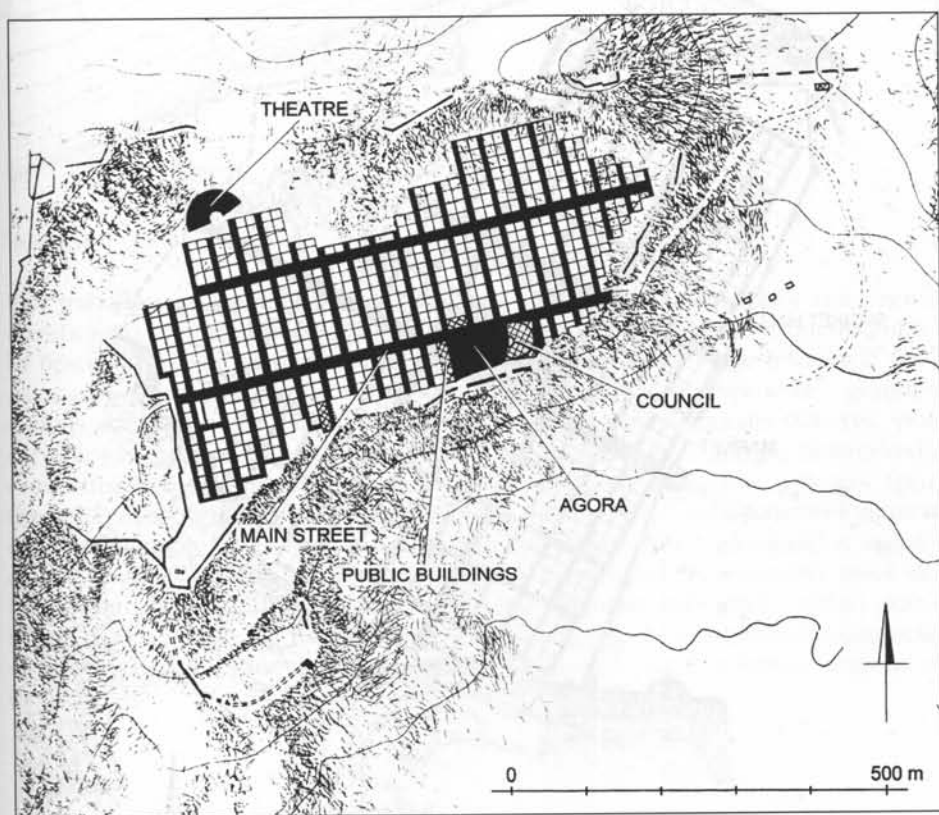 THEATRE
COUNCIL
AGORA
MAIN STREET
PUBLIC BUILDINGS
0 500 m